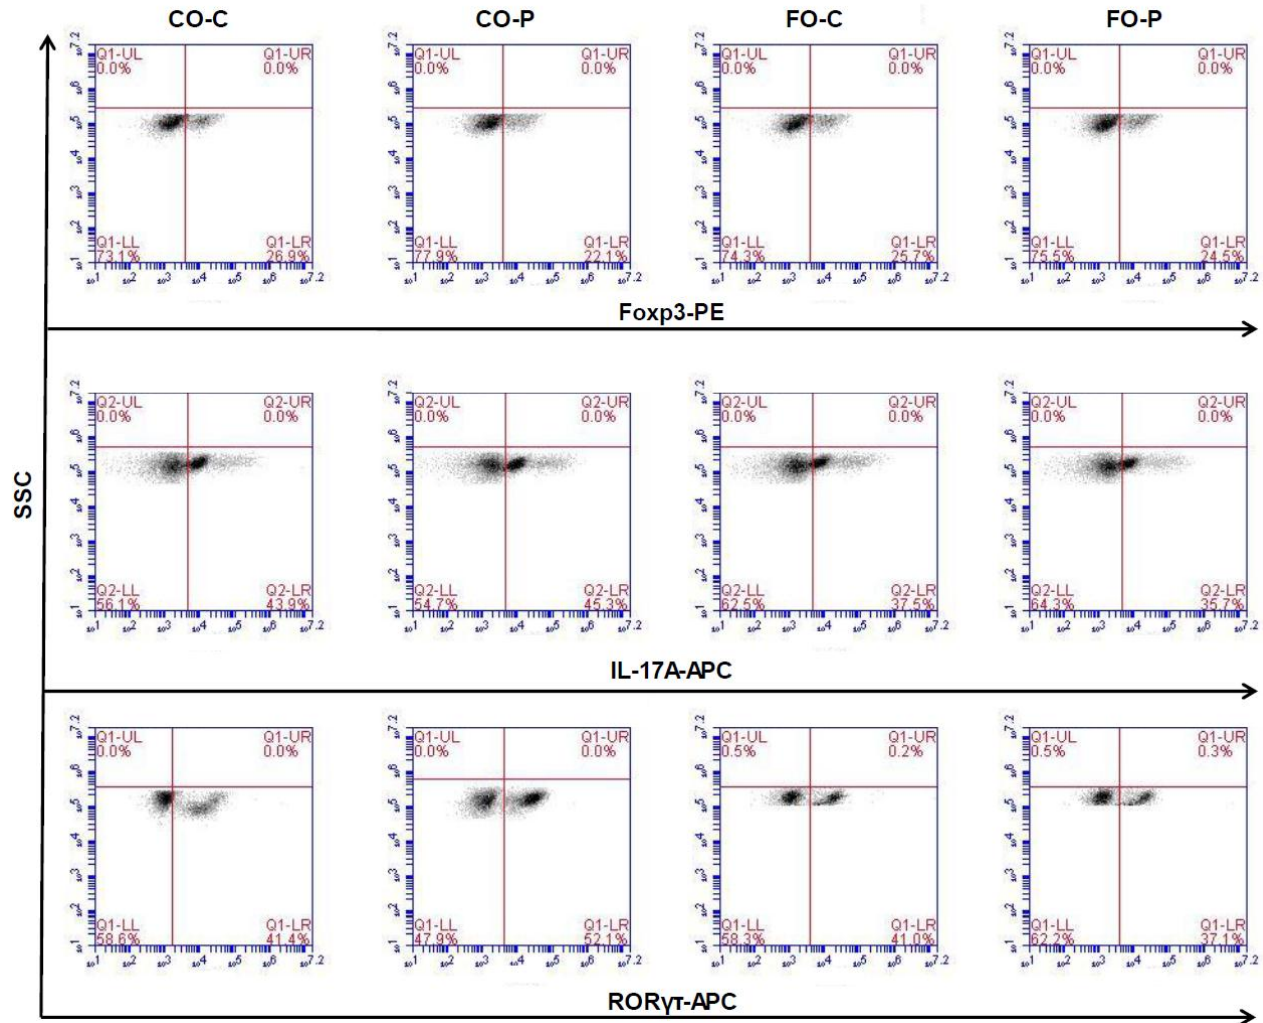 CO-C CO-P FO-C FO-P
Q1-UL Q1-UR Q1-UL Q1-UR Q1-UL Q1-UR Q1-UL Q1-UR
0.0% 0.0% 0.0% 0.0% 0.0% 0.0% 0.0% 0.0%
Q1-LL Q1-LR Q1-LL Q1-LR Q1-LL Q1-LR Q1-LL Q1-LR
73.1% 26.9% 77.9% 22.1% 74.3% 25.7% 75.5% 24.5%
Foxp3-PE
Q2-UL Q2-UR Q2-UL Q2-UR Q2-UL Q2-UR Q2-UL Q2-UR
0.0% 0.0% 0.0% 0.0% 0.0% 0.0% 0.0% 0.0%
SSC
Q2-LL Q2-LR Q2-LL Q2-LR Q2-LL Q2-LR Q2-LL Q2-LR
56.1% 43.9% 54.7% 45.3% 62.5% 37.5% 64.3% 35.7%
IL-17A-APC
Q1-UL Q1-UR Q1-UL Q1-UR Q1-UL Q1-UR Q1-UL Q1-UR
0.0% 0.0% 0.0% 0.0% 0.5% 0.2% 0.5% 0.3%
Q1-LL Q1-LR Q1-LL Q1-LR Q1-LL Q1-LR Q1-LL Q1-LR
58.6% 41.4% 47.9% 52.1% 58.3% 41.0% 62.2% 37.1%
RORγτ-APC